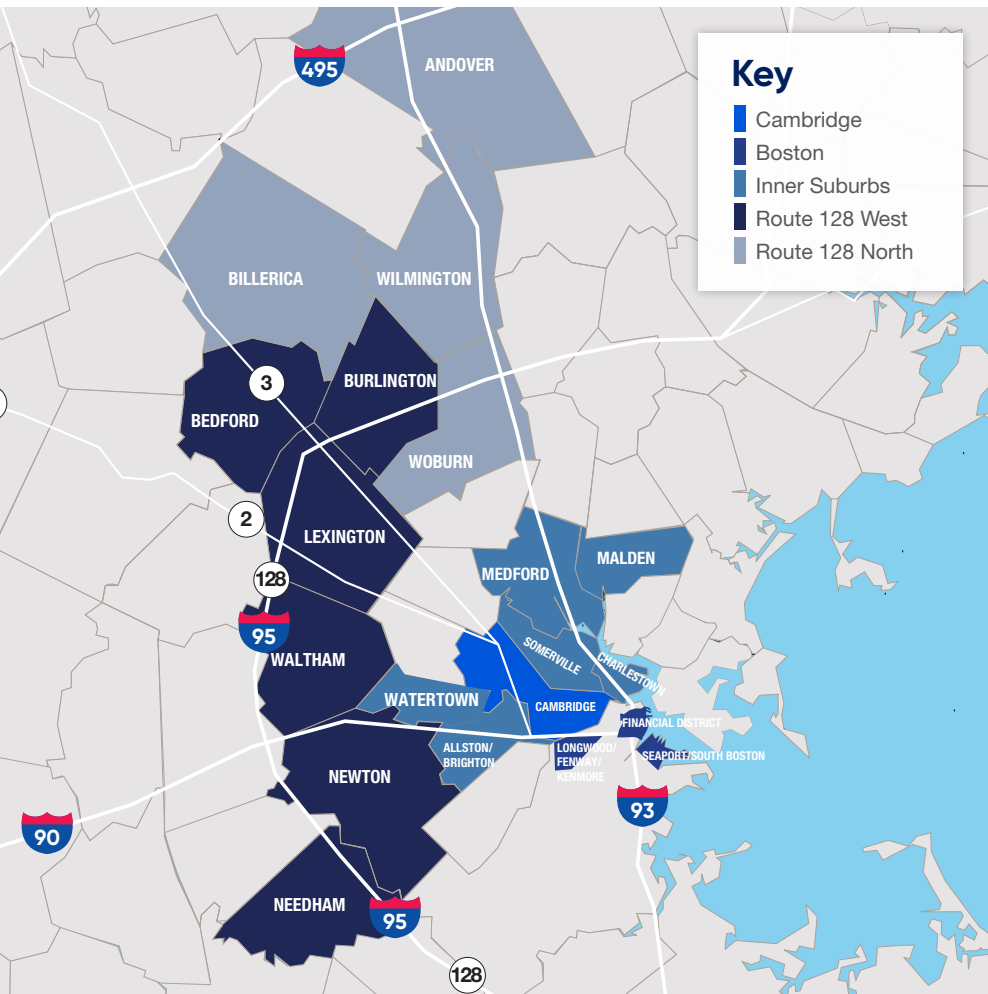 495
ANDOVER
Key
Cambridge
Boston
Inner Suburbs
Route 128 West
Route 128 North
BILLERICA
WILMINGTON
3
BURLINGTON
BEDFORD
WOBURN
2
LEXINGTON
MALDEN
MEDFORD
128
95
WALTHAM
SOMERVILLE
CHARLESTOWN
WATERTOWN
CAMBRIDGE
FINANCIAL DISTRICT
ALLSTON/
BRIGHTON
LONGWOOD/
FENWAY/
KENMORE
SEAPORT/SOUTH BOSTON
NEWTON
93
90
NEEDHAM
95
128